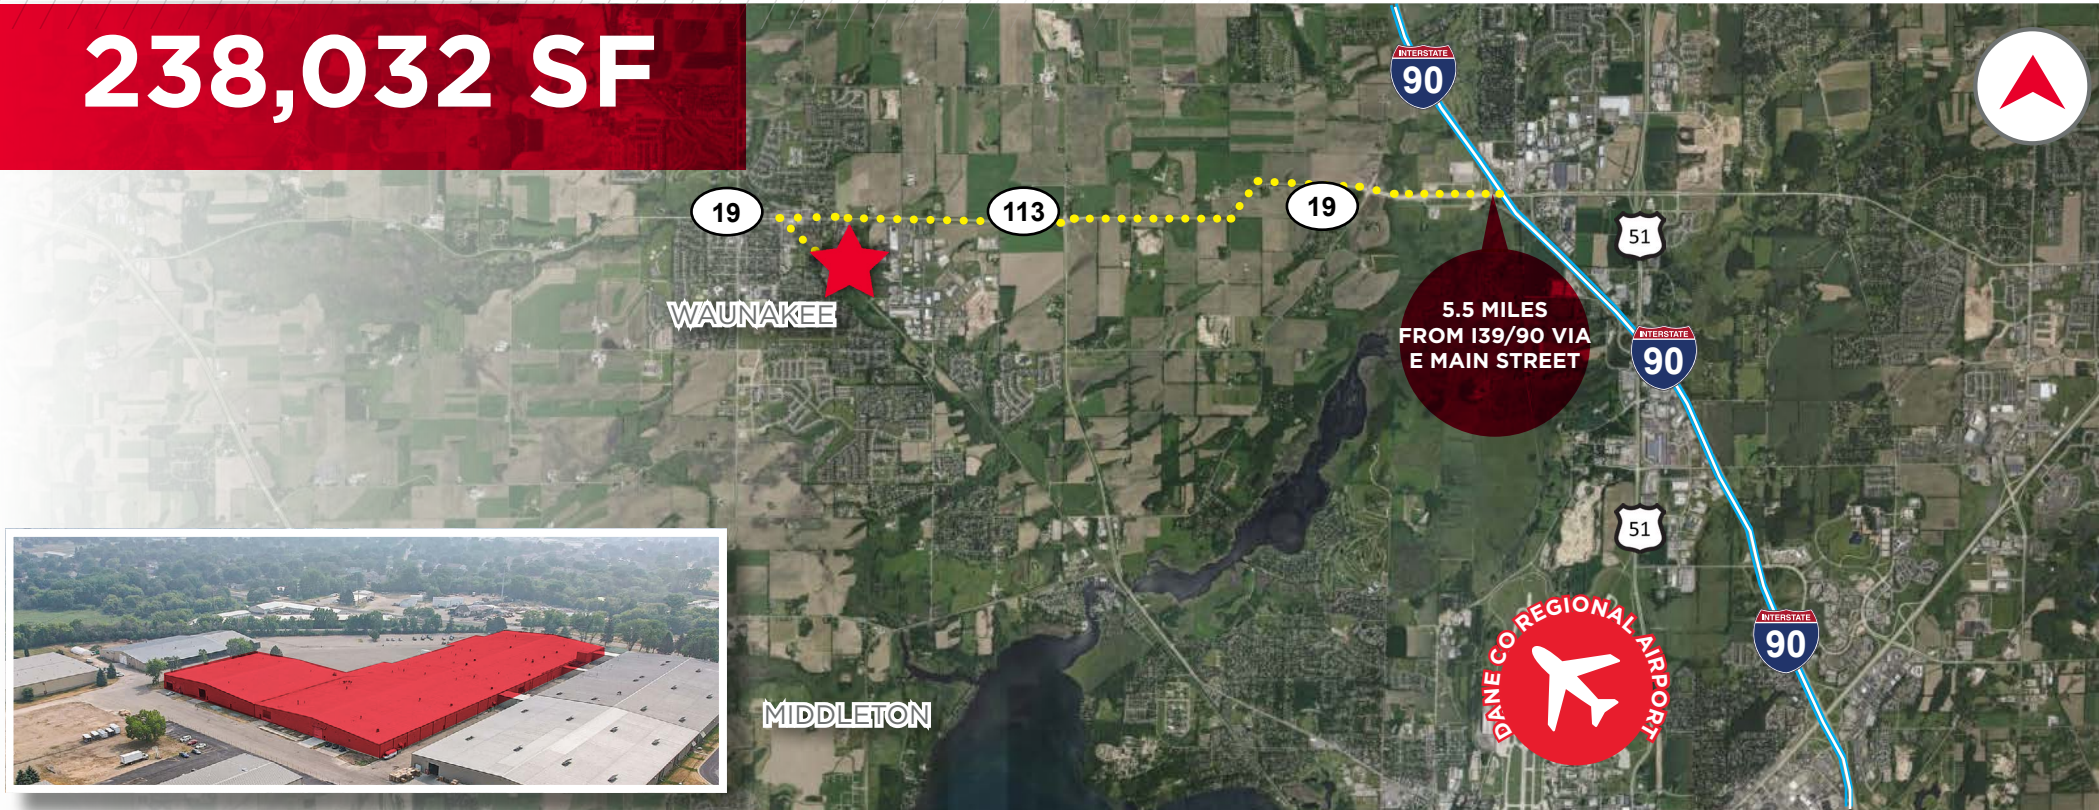 238,032 SF
INTERSTATE
90
19
113
19
51
WAUNAKEE
5.5 MILES
FROM I39/90 VIA
E MAIN STREET
INTERSTATE
90
51
DANE CO REGIONAL AIRPORT
INTERSTATE
90
MIDDLETON